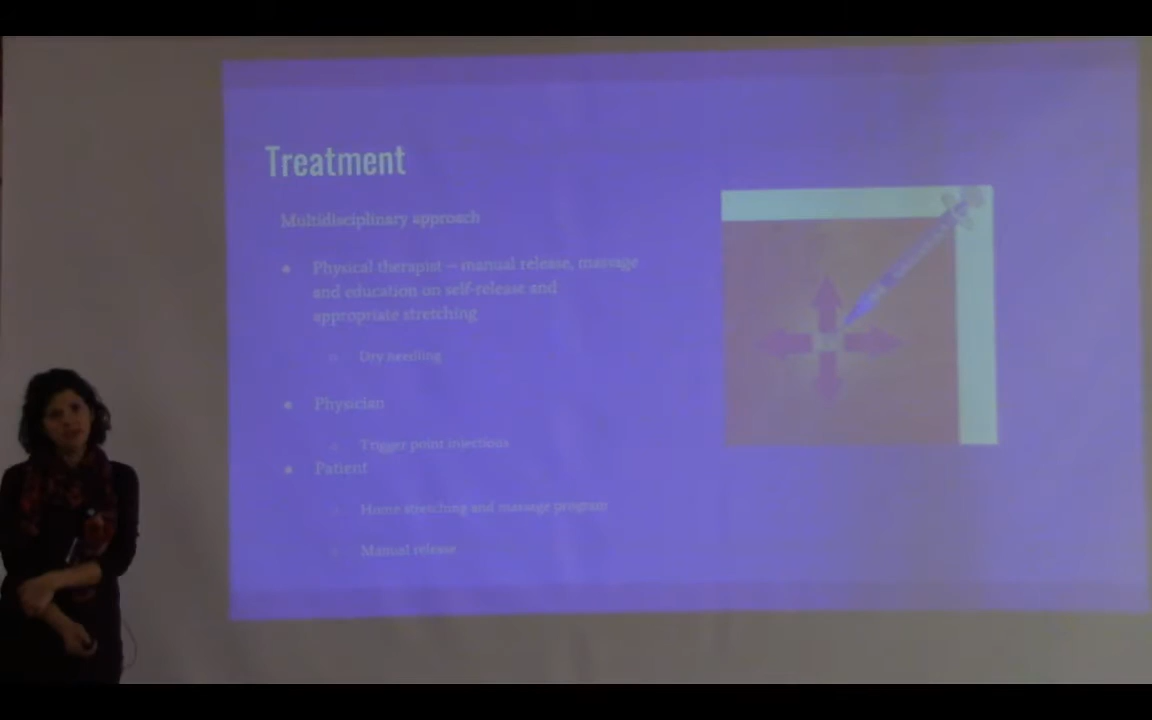 Treatment
Multidisciplinary approach
Physical therapist – manual release, massage
and education on self-release and
appropriate stretching
Dry needling
Physician
Trigger point injections
Patient
Home stretching and massage program
Manual release